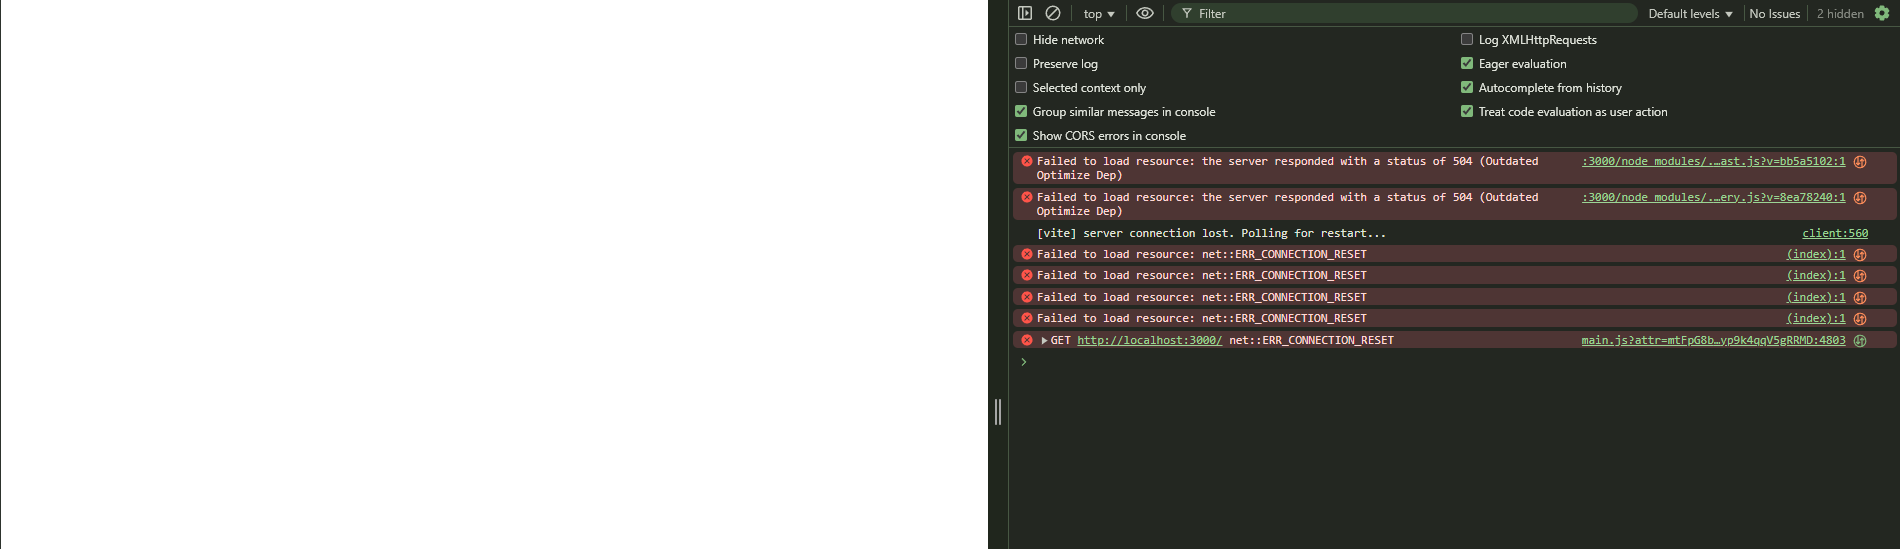 top
Filter
Default levels
No Issues
2 hidden
Hide network
Log XMLHttpRequests
Preserve log
Eager evaluation
Selected context only
Autocomplete from history
Group similar messages in console
Treat code evaluation as user action
Show CORS errors in console
Failed to load resource: the server responded with a status of 504 (Outdated :3000/node_modules/.…ast.js?v=bb5a5102:1
Optimize Dep)
Failed to load resource: the server responded with a status of 504 (Outdated :3000/node_modules/.…ery.js?v=8ea78240:1
Optimize Dep)
[vite] server connection lost. Polling for restart... client:560
Failed to load resource: net::ERR_CONNECTION_RESET (index):1
Failed to load resource: net::ERR_CONNECTION_RESET (index):1
Failed to load resource: net::ERR_CONNECTION_RESET (index):1
Failed to load resource: net::ERR_CONNECTION_RESET (index):1
GET http://localhost:3000/ net::ERR_CONNECTION_RESET main.js?attr=mtFpG8b…yp9k4qqV5gRRMD:4803